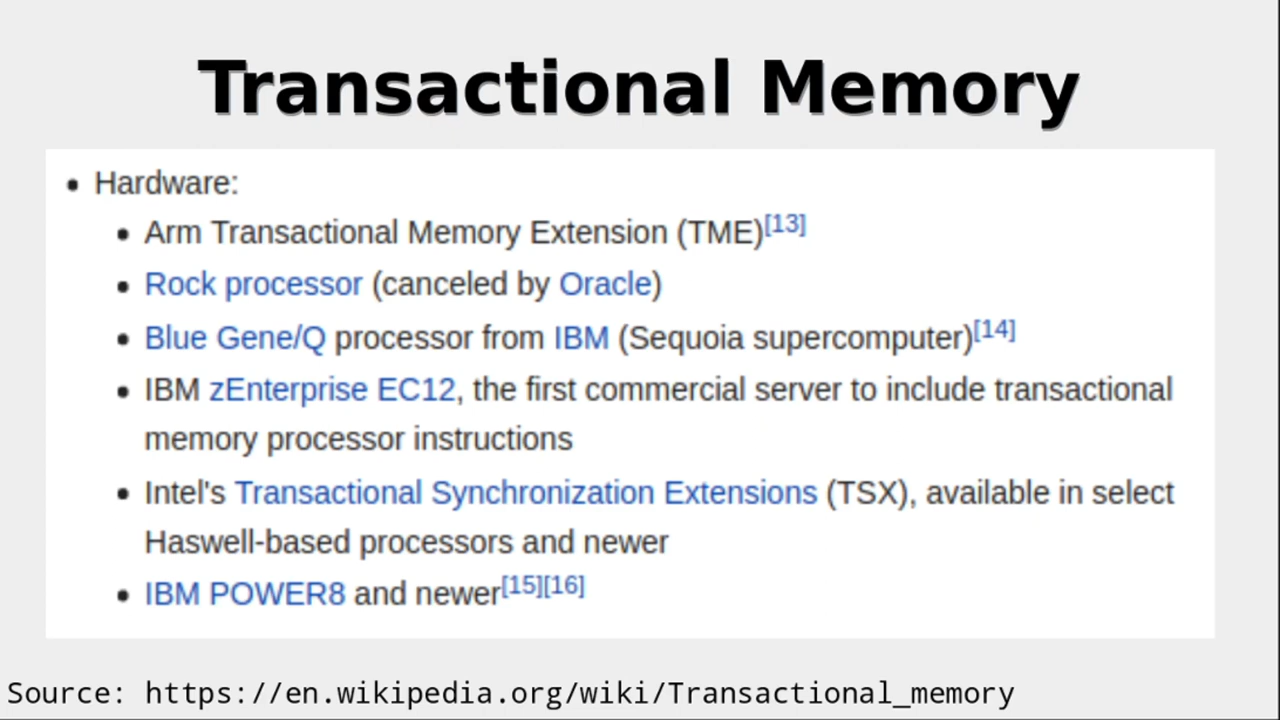 Transactional Memory
Hardware:
Arm Transactional Memory Extension (TME)[13]
Rock processor (canceled by Oracle)
Blue Gene/Q processor from IBM (Sequoia supercomputer)[14]
IBM zEnterprise EC12, the first commercial server to include transactional
memory processor instructions
Intel's Transactional Synchronization Extensions (TSX), available in select
Haswell-based processors and newer
IBM POWER8 and newer[15][16]
Source: https://en.wikipedia.org/wiki/Transactional_memory